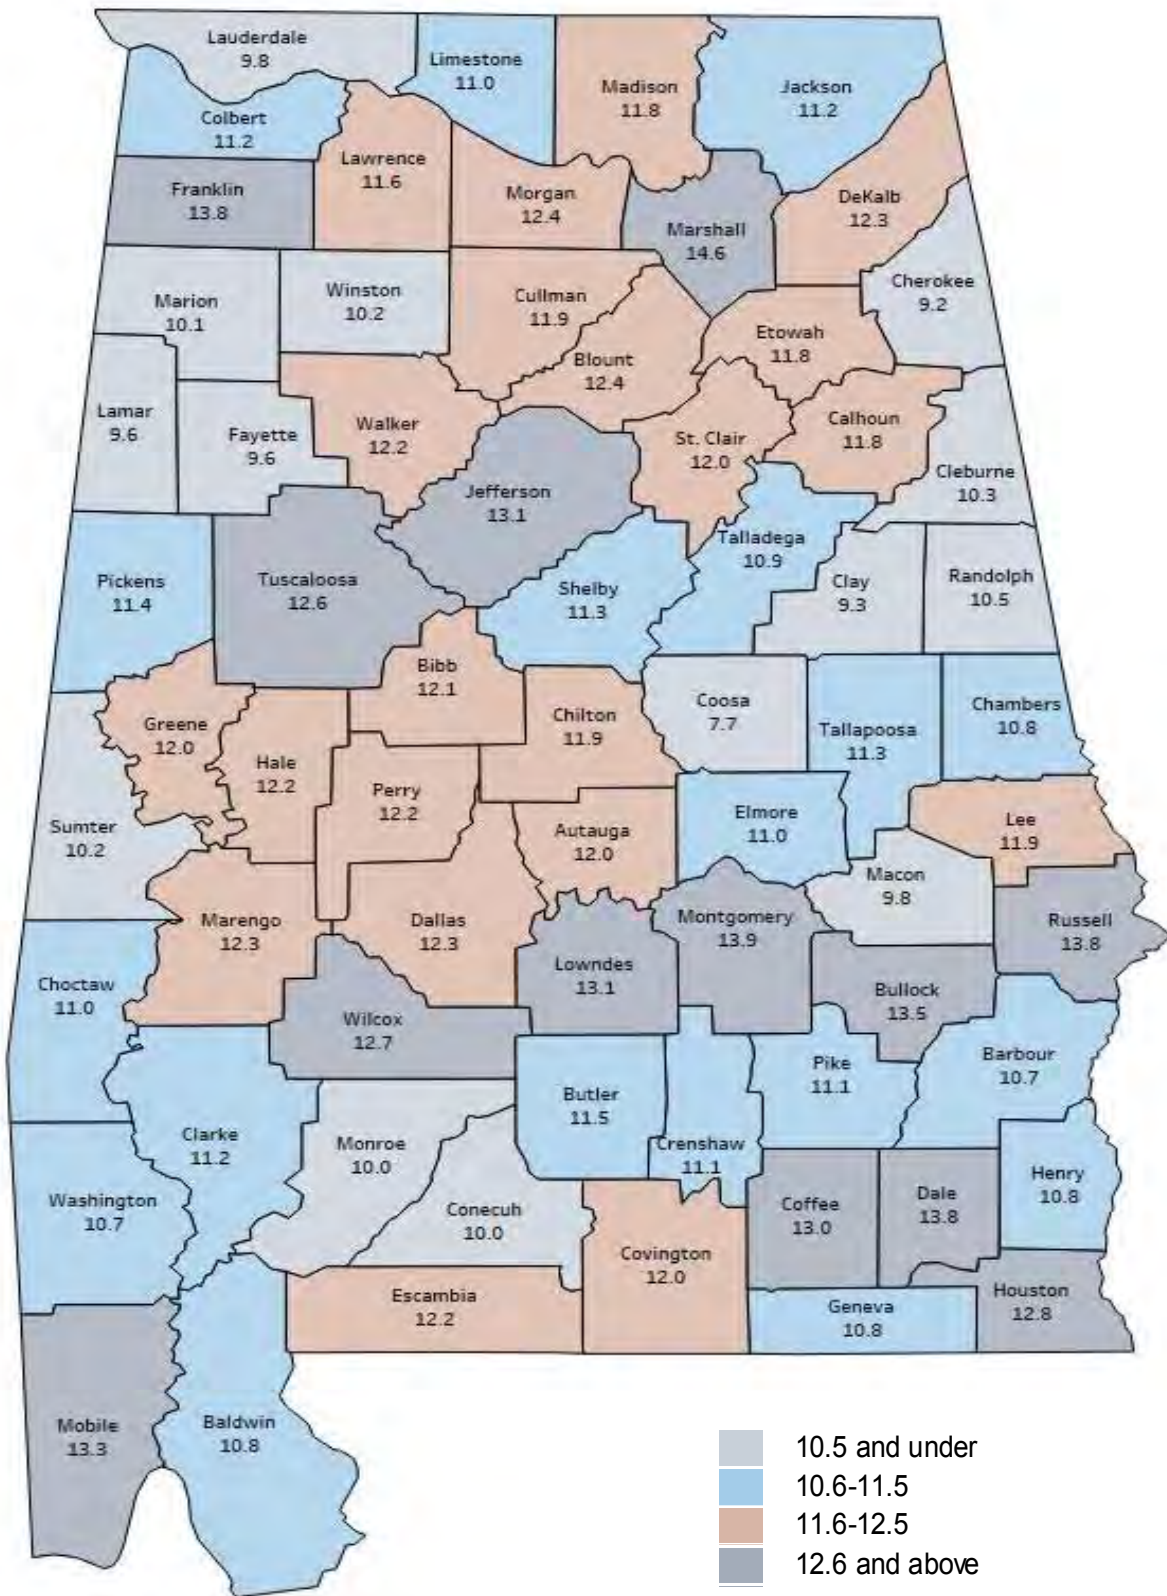 Lauderdale
9.8
Limestone
11.0
Madison
11.8
Jackson
11.2
Colbert
11.2
Lawrence
11.6
Franklin
13.8
Morgan
12.4
DeKalb
12.3
Marshall
14.6
Cherokee
9.2
Marion
10.1
Winston
10.2
Cullman
11.9
Etowah
11.8
Blount
12.4
Lamar
9.6
Fayette
9.6
Walker
12.2
St. Clair
12.0
Calhoun
11.8
Cleburne
10.3
Jefferson
13.1
Talladega
10.9
Pickens
11.4
Tuscaloosa
12.6
Shelby
11.3
Clay
9.3
Randolph
10.5
Bibb
12.1
Greene
12.0
Chilton
11.9
Coosa
7.7
Tallapoosa
11.3
Chambers
10.8
Hale
12.2
Perry
12.2
Sumter
10.2
Autauga
12.0
Elmore
11.0
Lee
11.9
Macon
9.8
Marengo
12.3
Dallas
12.3
Montgomery
13.9
Russell
13.8
Lowndes
13.1
Choctaw
11.0
Bullock
13.5
Wilcox
12.7
Barbour
10.7
Pike
11.1
Butler
11.5
Clarke
11.2
Monroe
10.0
Crenshaw
11.1
Washington
10.7
Conecuh
10.0
Coffee
13.0
Dale
13.8
Henry
10.8
Covington
12.0
Escambia
12.2
Geneva
10.8
Houston
12.8
Mobile
13.3
Baldwin
10.8
10.5 and under
10.6-11.5
11.6-12.5
12.6 and above